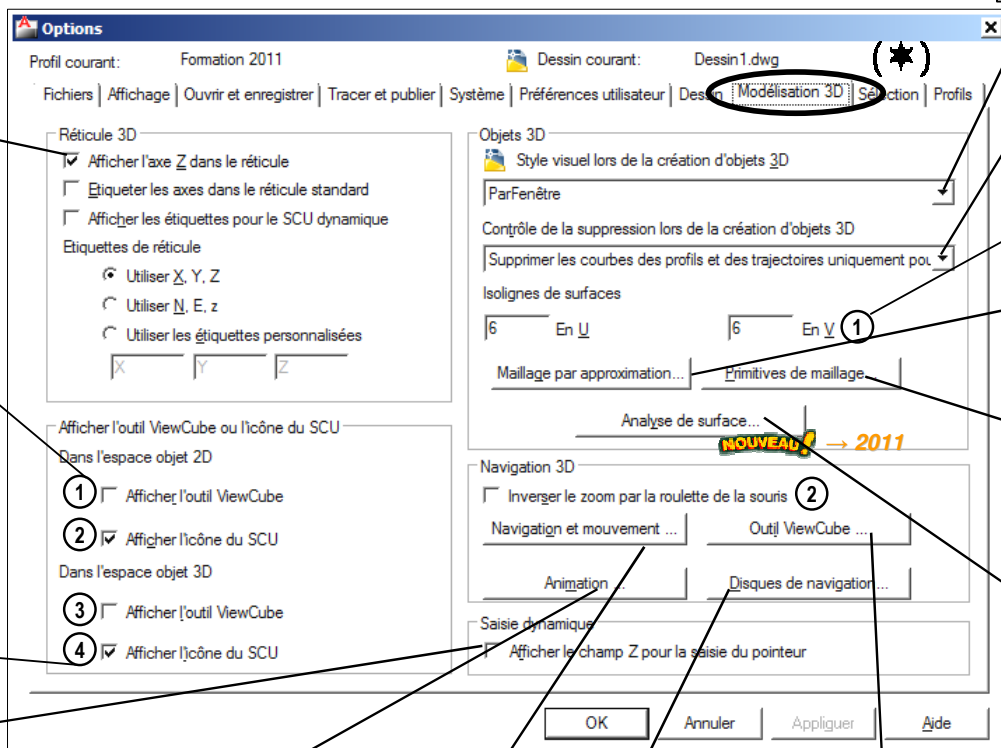 Options
Profil courant: Formation 2011 Dessin courant: Dessin1.dwg (✶)
Fichiers | Affichage | Ouvrir et enregistrer | Tracer et publier | Système | Préférences utilisateur | Dessin | Modélisation 3D | Sélection | Profils
Réticule 3D
Afficher l'axe Z dans le réticule
Etiqueter les axes dans le réticule standard
Afficher les étiquettes pour le SCU dynamique
Etiquettes de réticule
Utiliser X, Y, Z
Utiliser N, E, z
Utiliser les étiquettes personnalisées
X Y Z
Afficher l'outil ViewCube ou l'icône du SCU
Dans l'espace objet 2D
1 Afficher l'outil ViewCube
2 Afficher l'icône du SCU
Dans l'espace objet 3D
3 Afficher l'outil ViewCube
4 Afficher l'icône du SCU
Objets 3D
Style visuel lors de la création d'objets 3D
ParFenêtre
Contrôle de la suppression lors de la création d'objets 3D
Supprimer les courbes des profils et des trajectoires uniquement pou
Isolignes de surfaces
6 En U 6 En V 1
Maillage par approximation... Primitives de maillage...
Analyse de surface...
NOUVEAU! → 2011
Navigation 3D
Inverser le zoom par la roulette de la souris 2
Navigation et mouvement ... Outil ViewCube ...
Animation ... Disques de navigation...
Saisie dynamique
Afficher le champ Z pour la saisie du pointeur
OK Annuler Appliquer Aide